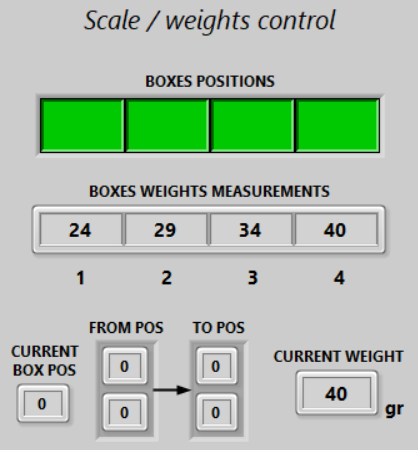 Scale / weights control
BOXES POSITIONS
BOXES WEIGHTS MEASUREMENTS
24 29 34 40
1 2 3 4
FROM POS TO POS
CURRENT
BOX POS
0
0 0
0 0
CURRENT WEIGHT
40
gr